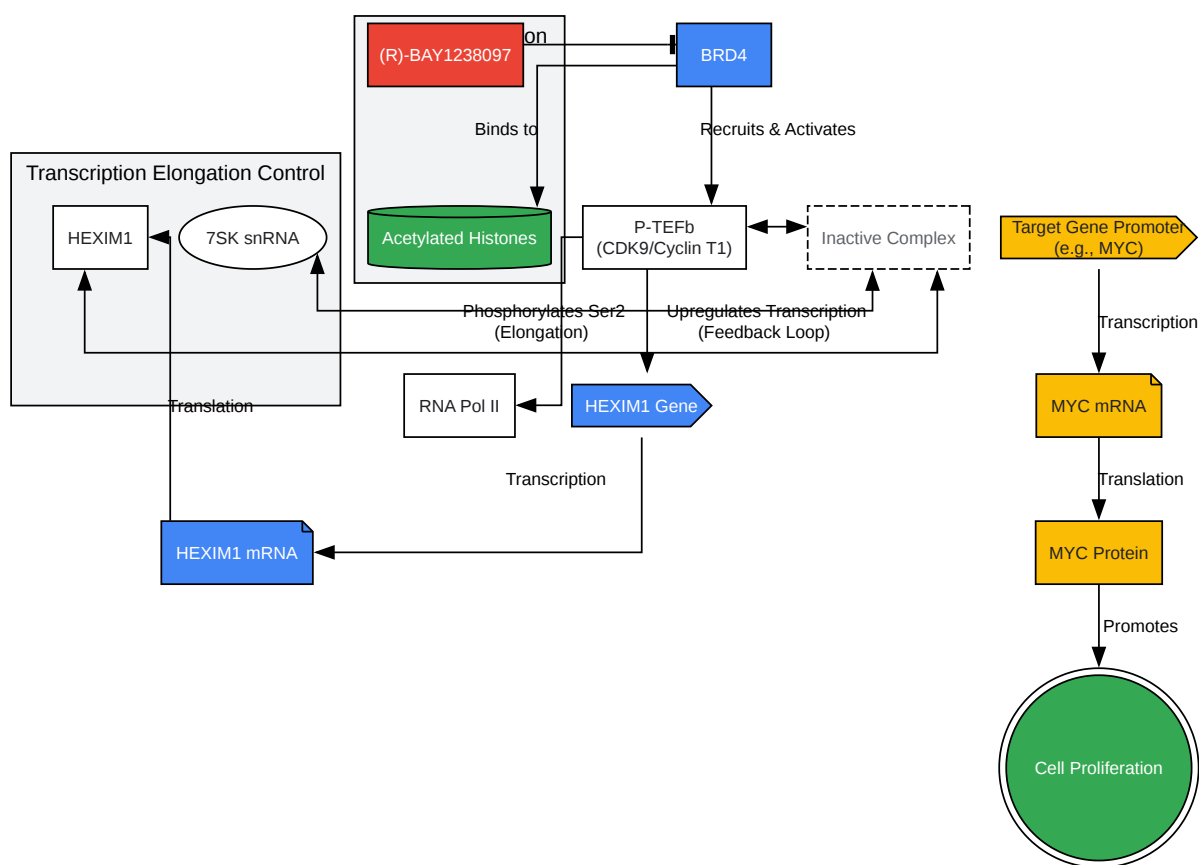 (R)-BAY1238097
BRD4
Binds to
Recruits & Activates
Transcription Elongation Control
HEXIM1
7SK snRNA
Acetylated Histones
P-TEFb
(CDK9/Cyclin T1)
Inactive Complex
Target Gene Promoter
(e.g., MYC)
Phosphorylates Ser2
(Elongation)
Upregulates Transcription
(Feedback Loop)
Transcription
Translation
RNA Pol II
HEXIM1 Gene
MYC mRNA
Transcription
Translation
HEXIM1 mRNA
MYC Protein
Promotes
Cell Proliferation